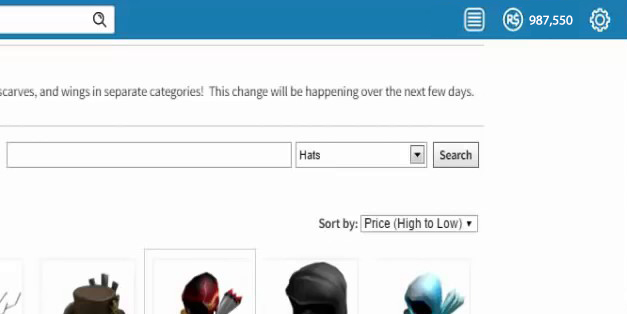 R$ 987,550
scarves, and wings in separate categories! This change will be happening over the next few days.
Hats Search
Sort by: Price (High to Low)